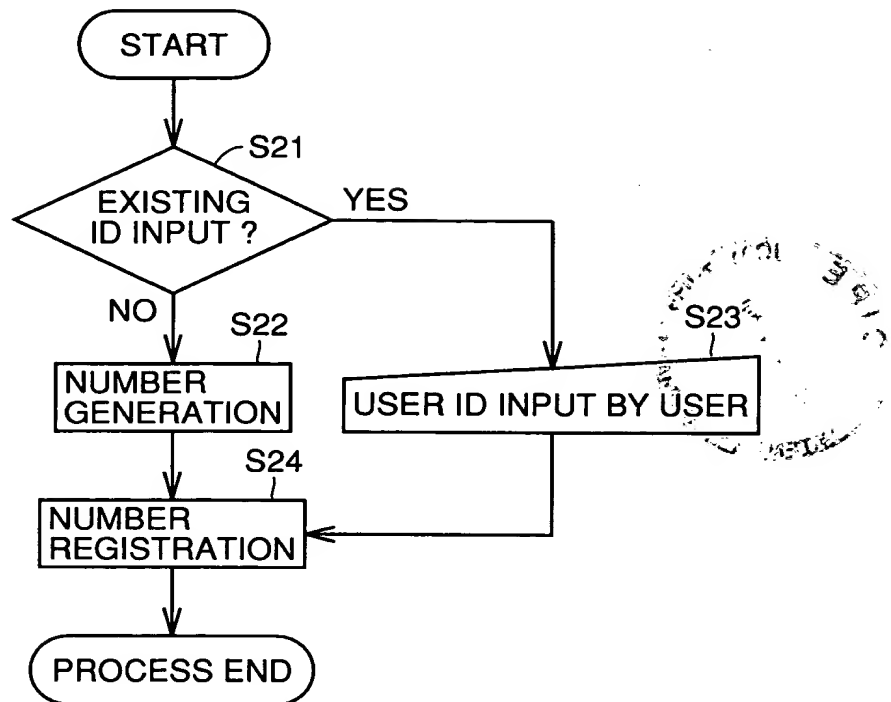 START
S21
EXISTING
ID INPUT ?
YES
NO
S22
NUMBER
GENERATION
S23
USER ID INPUT BY USER
S24
NUMBER
REGISTRATION
PROCESS END